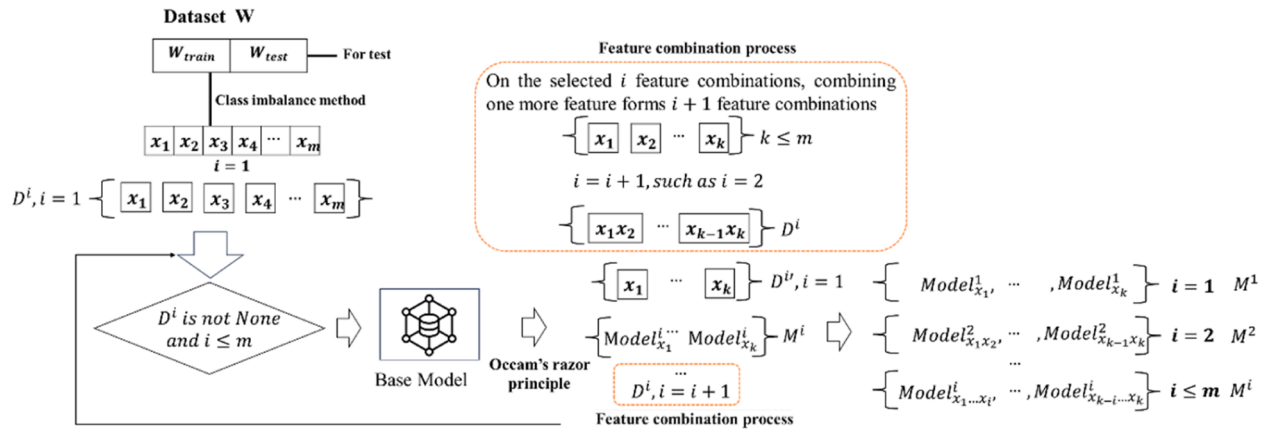 Dataset W
W_train W_test For test
Class imbalance method
x_1 x_2 x_3 x_4 ... x_m
i = 1
D^i, i = 1 { x_1 x_2 x_3 x_4 ... x_m }
D^i is not None
and i ≤ m
Base Model
Occam's razor
principle
Feature combination process
On the selected i feature combinations, combining
one more feature forms i + 1 feature combinations
{ x_1 x_2 ... x_k } k ≤ m
i = i + 1, such as i = 2
{ x_1x_2 ... x_{k-1}x_k } D^i
{ x_1 ... x_k } D^{i'}, i = 1
{ Model^i_{x_1} ... Model^i_{x_k} } M^i
...
D^i, i = i + 1
Feature combination process
{ Model^1_{x_1}, ... , Model^1_{x_k} } i = 1 M^1
{ Model^2_{x_1x_2}, ... , Model^2_{x_{k-1}x_k} } i = 2 M^2
...
{ Model^i_{x_1...x_i}, ... , Model^i_{x_{k-i}...x_k} } i ≤ m M^i